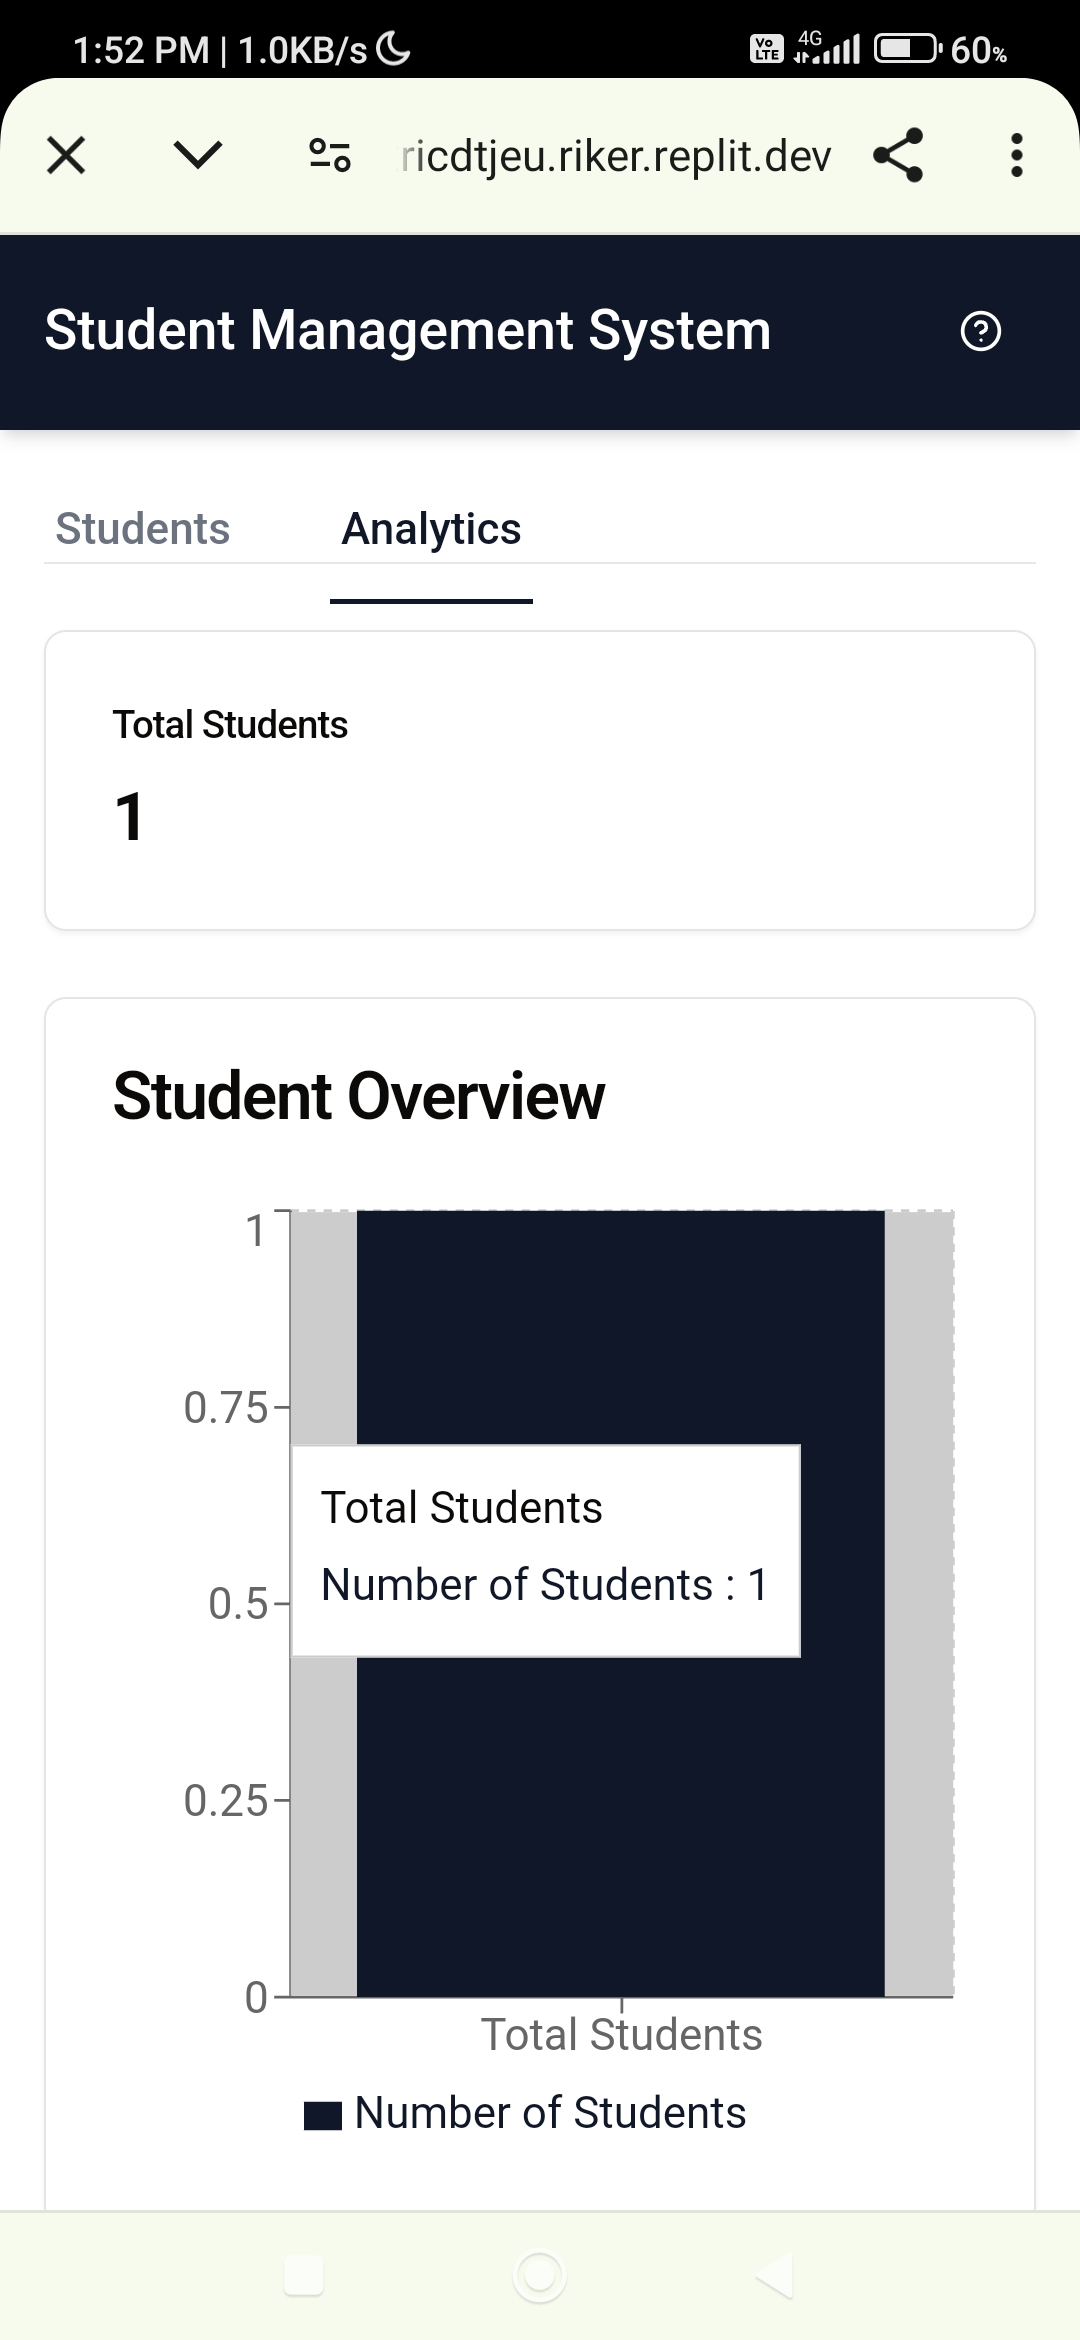 1:52 PM | 1.0KB/s
Vo LTE 4G 60%
ricdtjeu.riker.replit.dev
Student Management System
Students Analytics
Total Students
1
Student Overview
1
0.75
Total Students
Number of Students : 1
0.5
0.25
0
Total Students
Number of Students